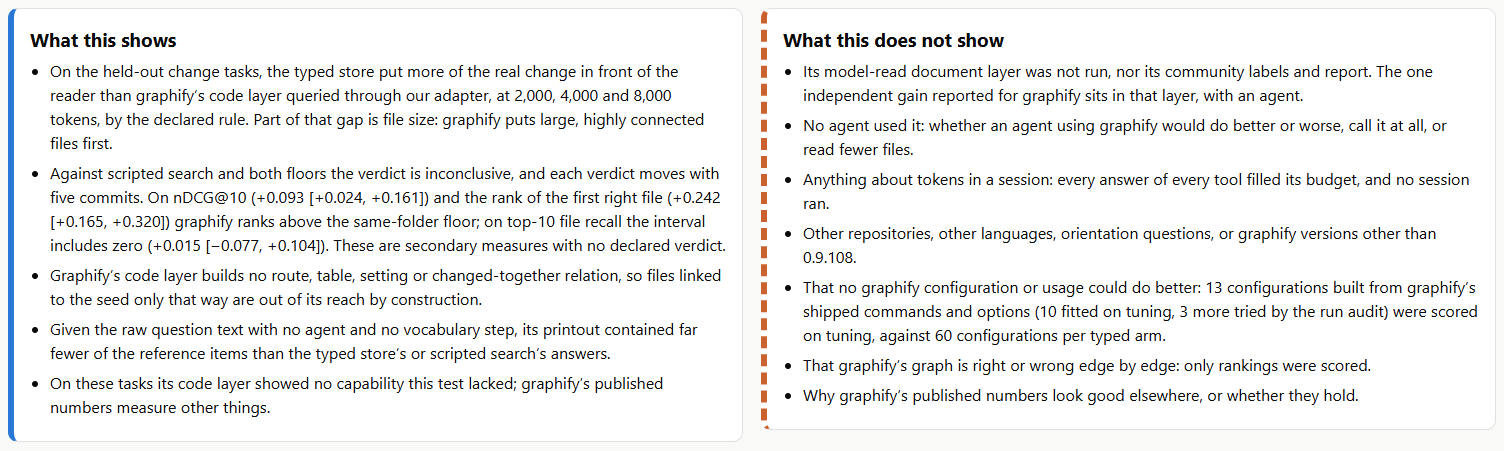 What this shows
On the held-out change tasks, the typed store put more of the real change in front of the
reader than graphify’s code layer queried through our adapter, at 2,000, 4,000 and 8,000
tokens, by the declared rule. Part of that gap is file size: graphify puts large, highly connected
files first.
Against scripted search and both floors the verdict is inconclusive, and each verdict moves with
five commits. On nDCG@10 (+0.093 [+0.024, +0.161]) and the rank of the first right file (+0.242
[+0.165, +0.320]) graphify ranks above the same-folder floor; on top-10 file recall the interval
includes zero (+0.015 [−0.077, +0.104]). These are secondary measures with no declared verdict.
Graphify’s code layer builds no route, table, setting or changed-together relation, so files linked
to the seed only that way are out of its reach by construction.
Given the raw question text with no agent and no vocabulary step, its printout contained far
fewer of the reference items than the typed store’s or scripted search’s answers.
On these tasks its code layer showed no capability this test lacked; graphify’s published
numbers measure other things.
What this does not show
Its model-read document layer was not run, nor its community labels and report. The one
independent gain reported for graphify sits in that layer, with an agent.
No agent used it: whether an agent using graphify would do better or worse, call it at all, or
read fewer files.
Anything about tokens in a session: every answer of every tool filled its budget, and no session
ran.
Other repositories, other languages, orientation questions, or graphify versions other than
0.9.108.
That no graphify configuration or usage could do better: 13 configurations built from graphify’s
shipped commands and options (10 fitted on tuning, 3 more tried by the run audit) were scored
on tuning, against 60 configurations per typed arm.
That graphify’s graph is right or wrong edge by edge: only rankings were scored.
Why graphify’s published numbers look good elsewhere, or whether they hold.